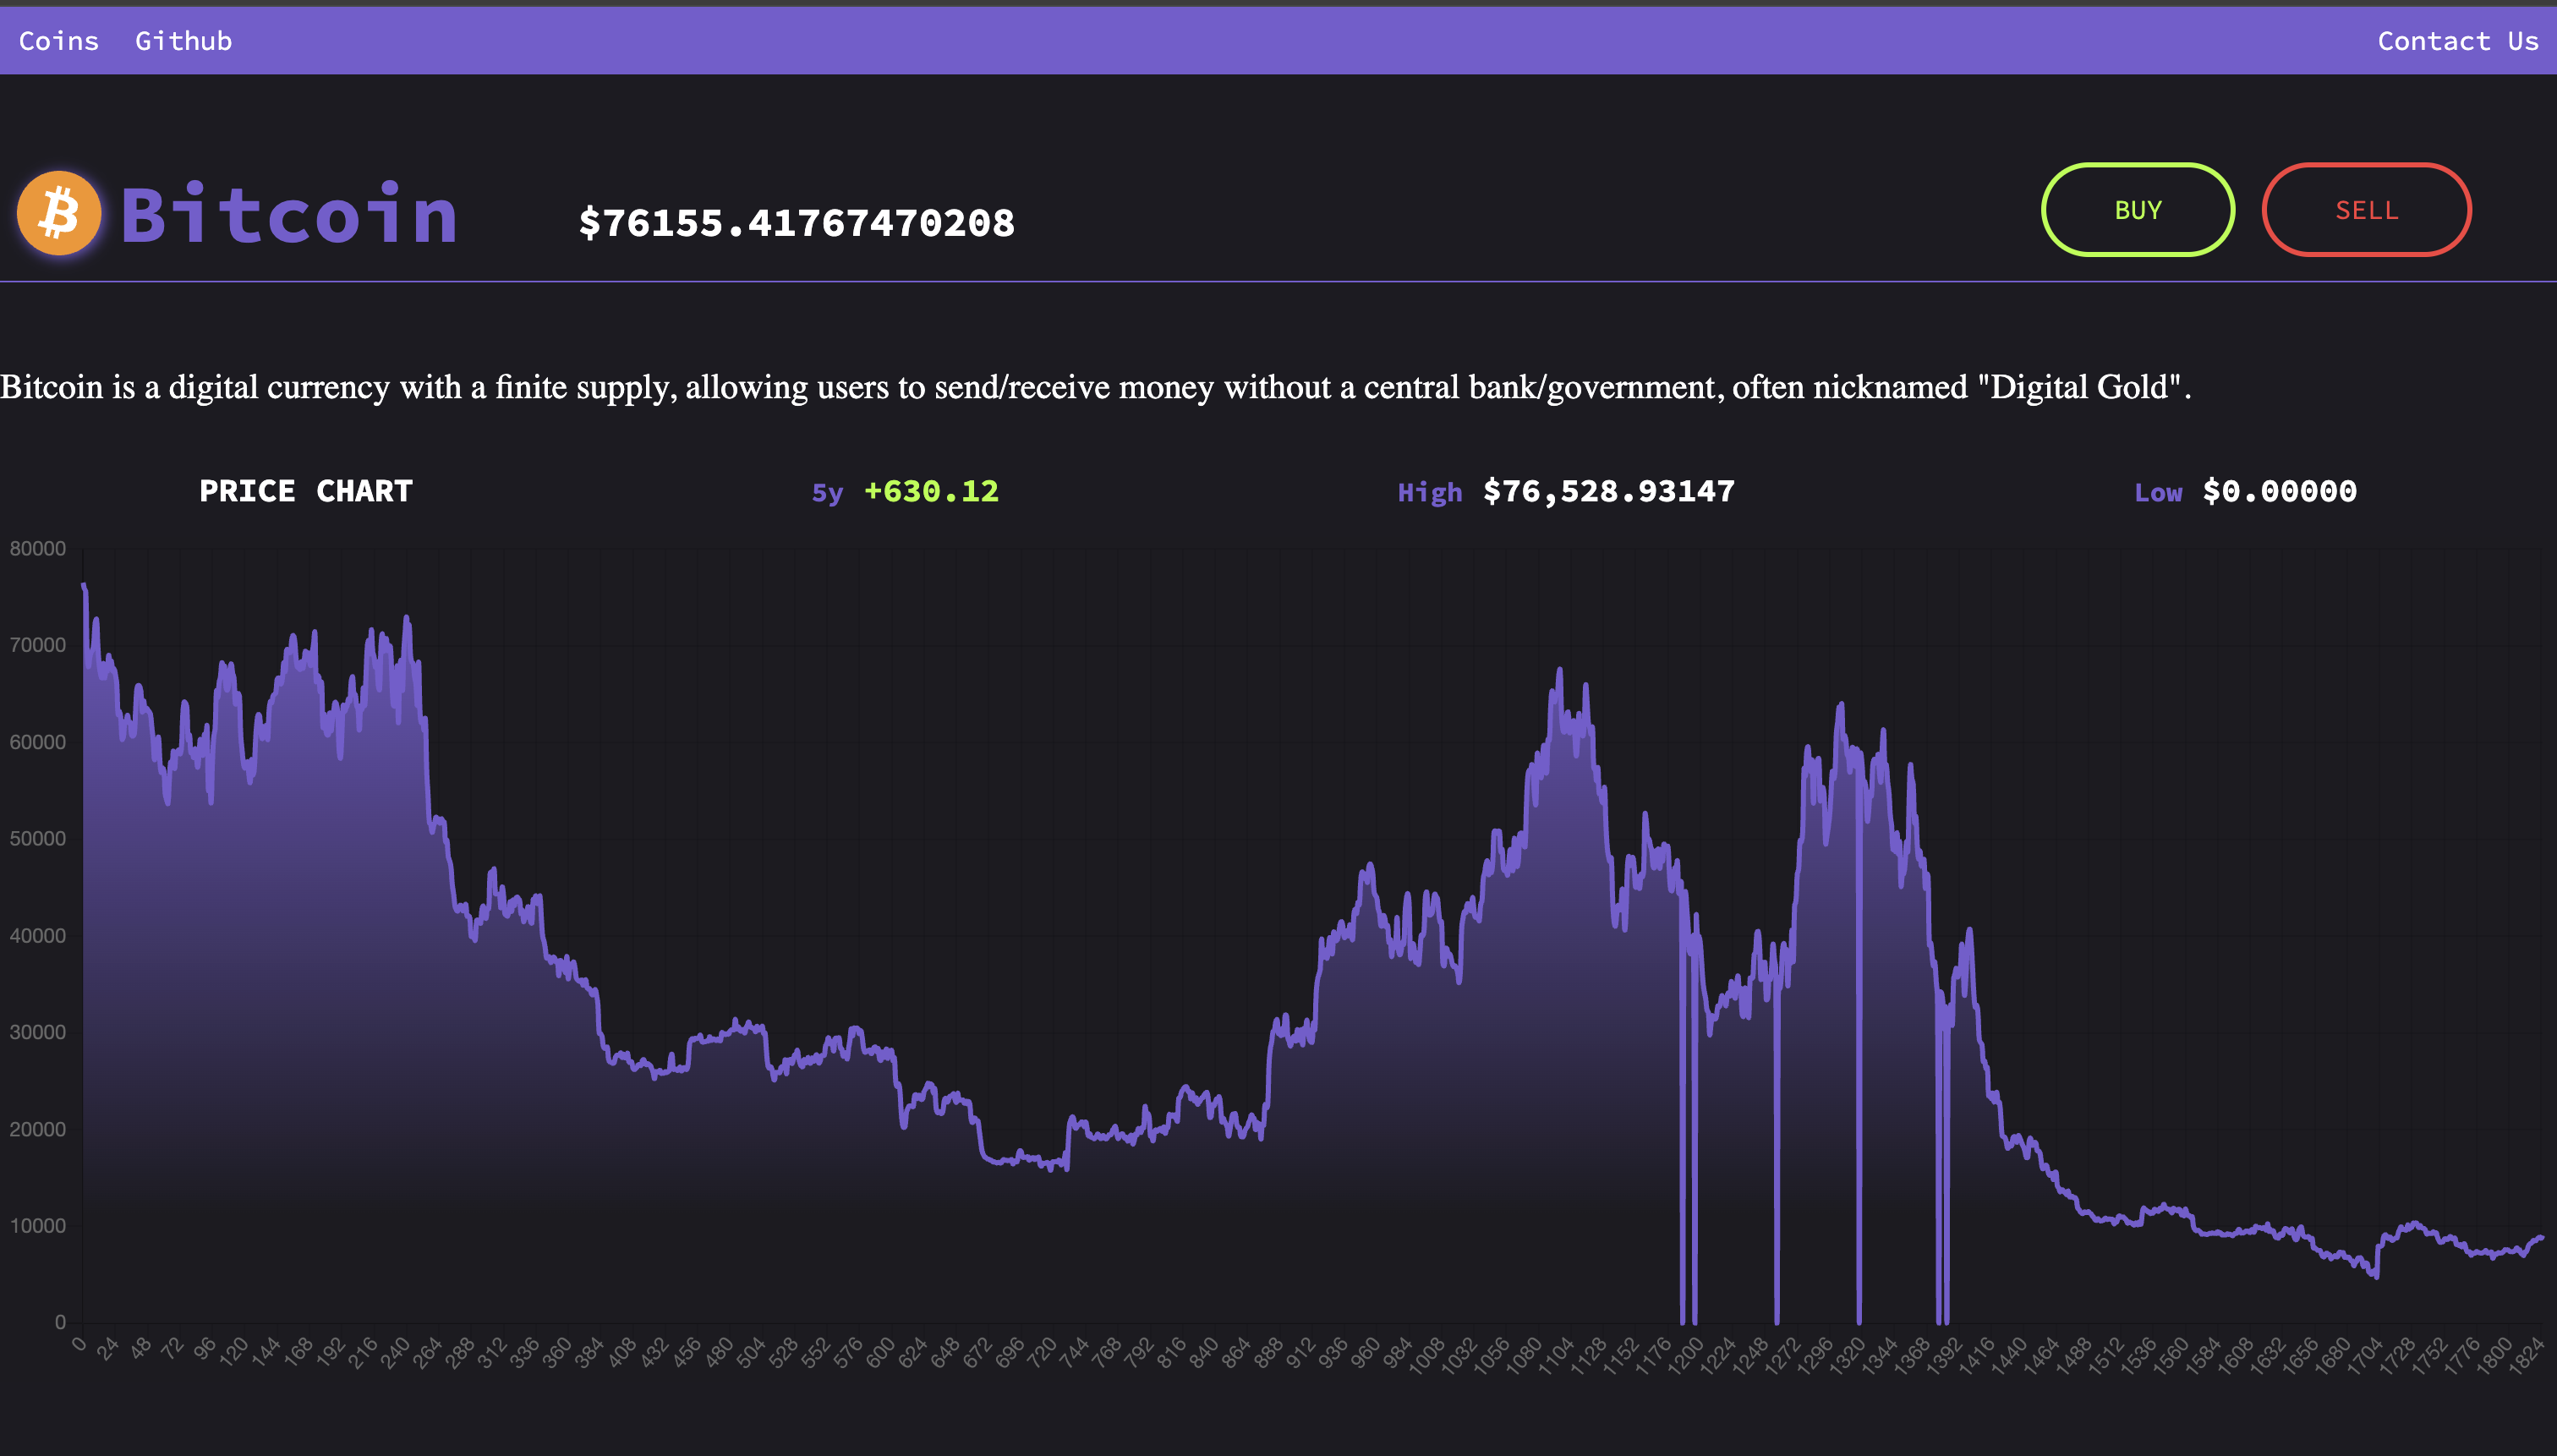 Coins Github Contact Us
Bitcoin $76155.41767470208 BUY SELL
Bitcoin is a digital currency with a finite supply, allowing users to send/receive money without a central bank/government, often nicknamed "Digital Gold".
PRICE CHART 5y +630.12 High $76,528.93147 Low $0.00000
80000
70000
60000
50000
40000
30000
20000
10000
0
0 24 48 72 96 120 144 168 192 216 240 264 288 312 336 360 384 408 432 456 480 504 528 552 576 600 624 648 672 696 720 744 768 792 816 840 864 888 912 936 960 984 1008 1032 1056 1080 1104 1128 1152 1176 1200 1224 1248 1272 1296 1320 1344 1368 1392 1416 1440 1464 1488 1512 1536 1560 1584 1608 1632 1656 1680 1704 1728 1752 1776 1800 1824